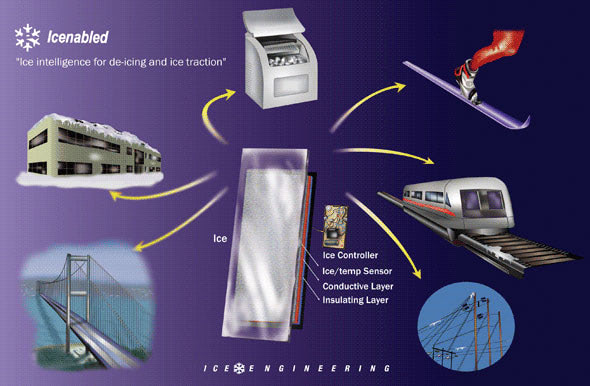 Icenabled
"Ice intelligence for de-icing and ice traction"
Ice
Ice Controller
Ice/temp Sensor
Conductive Layer
Insulating Layer
ICE ENGINEERING